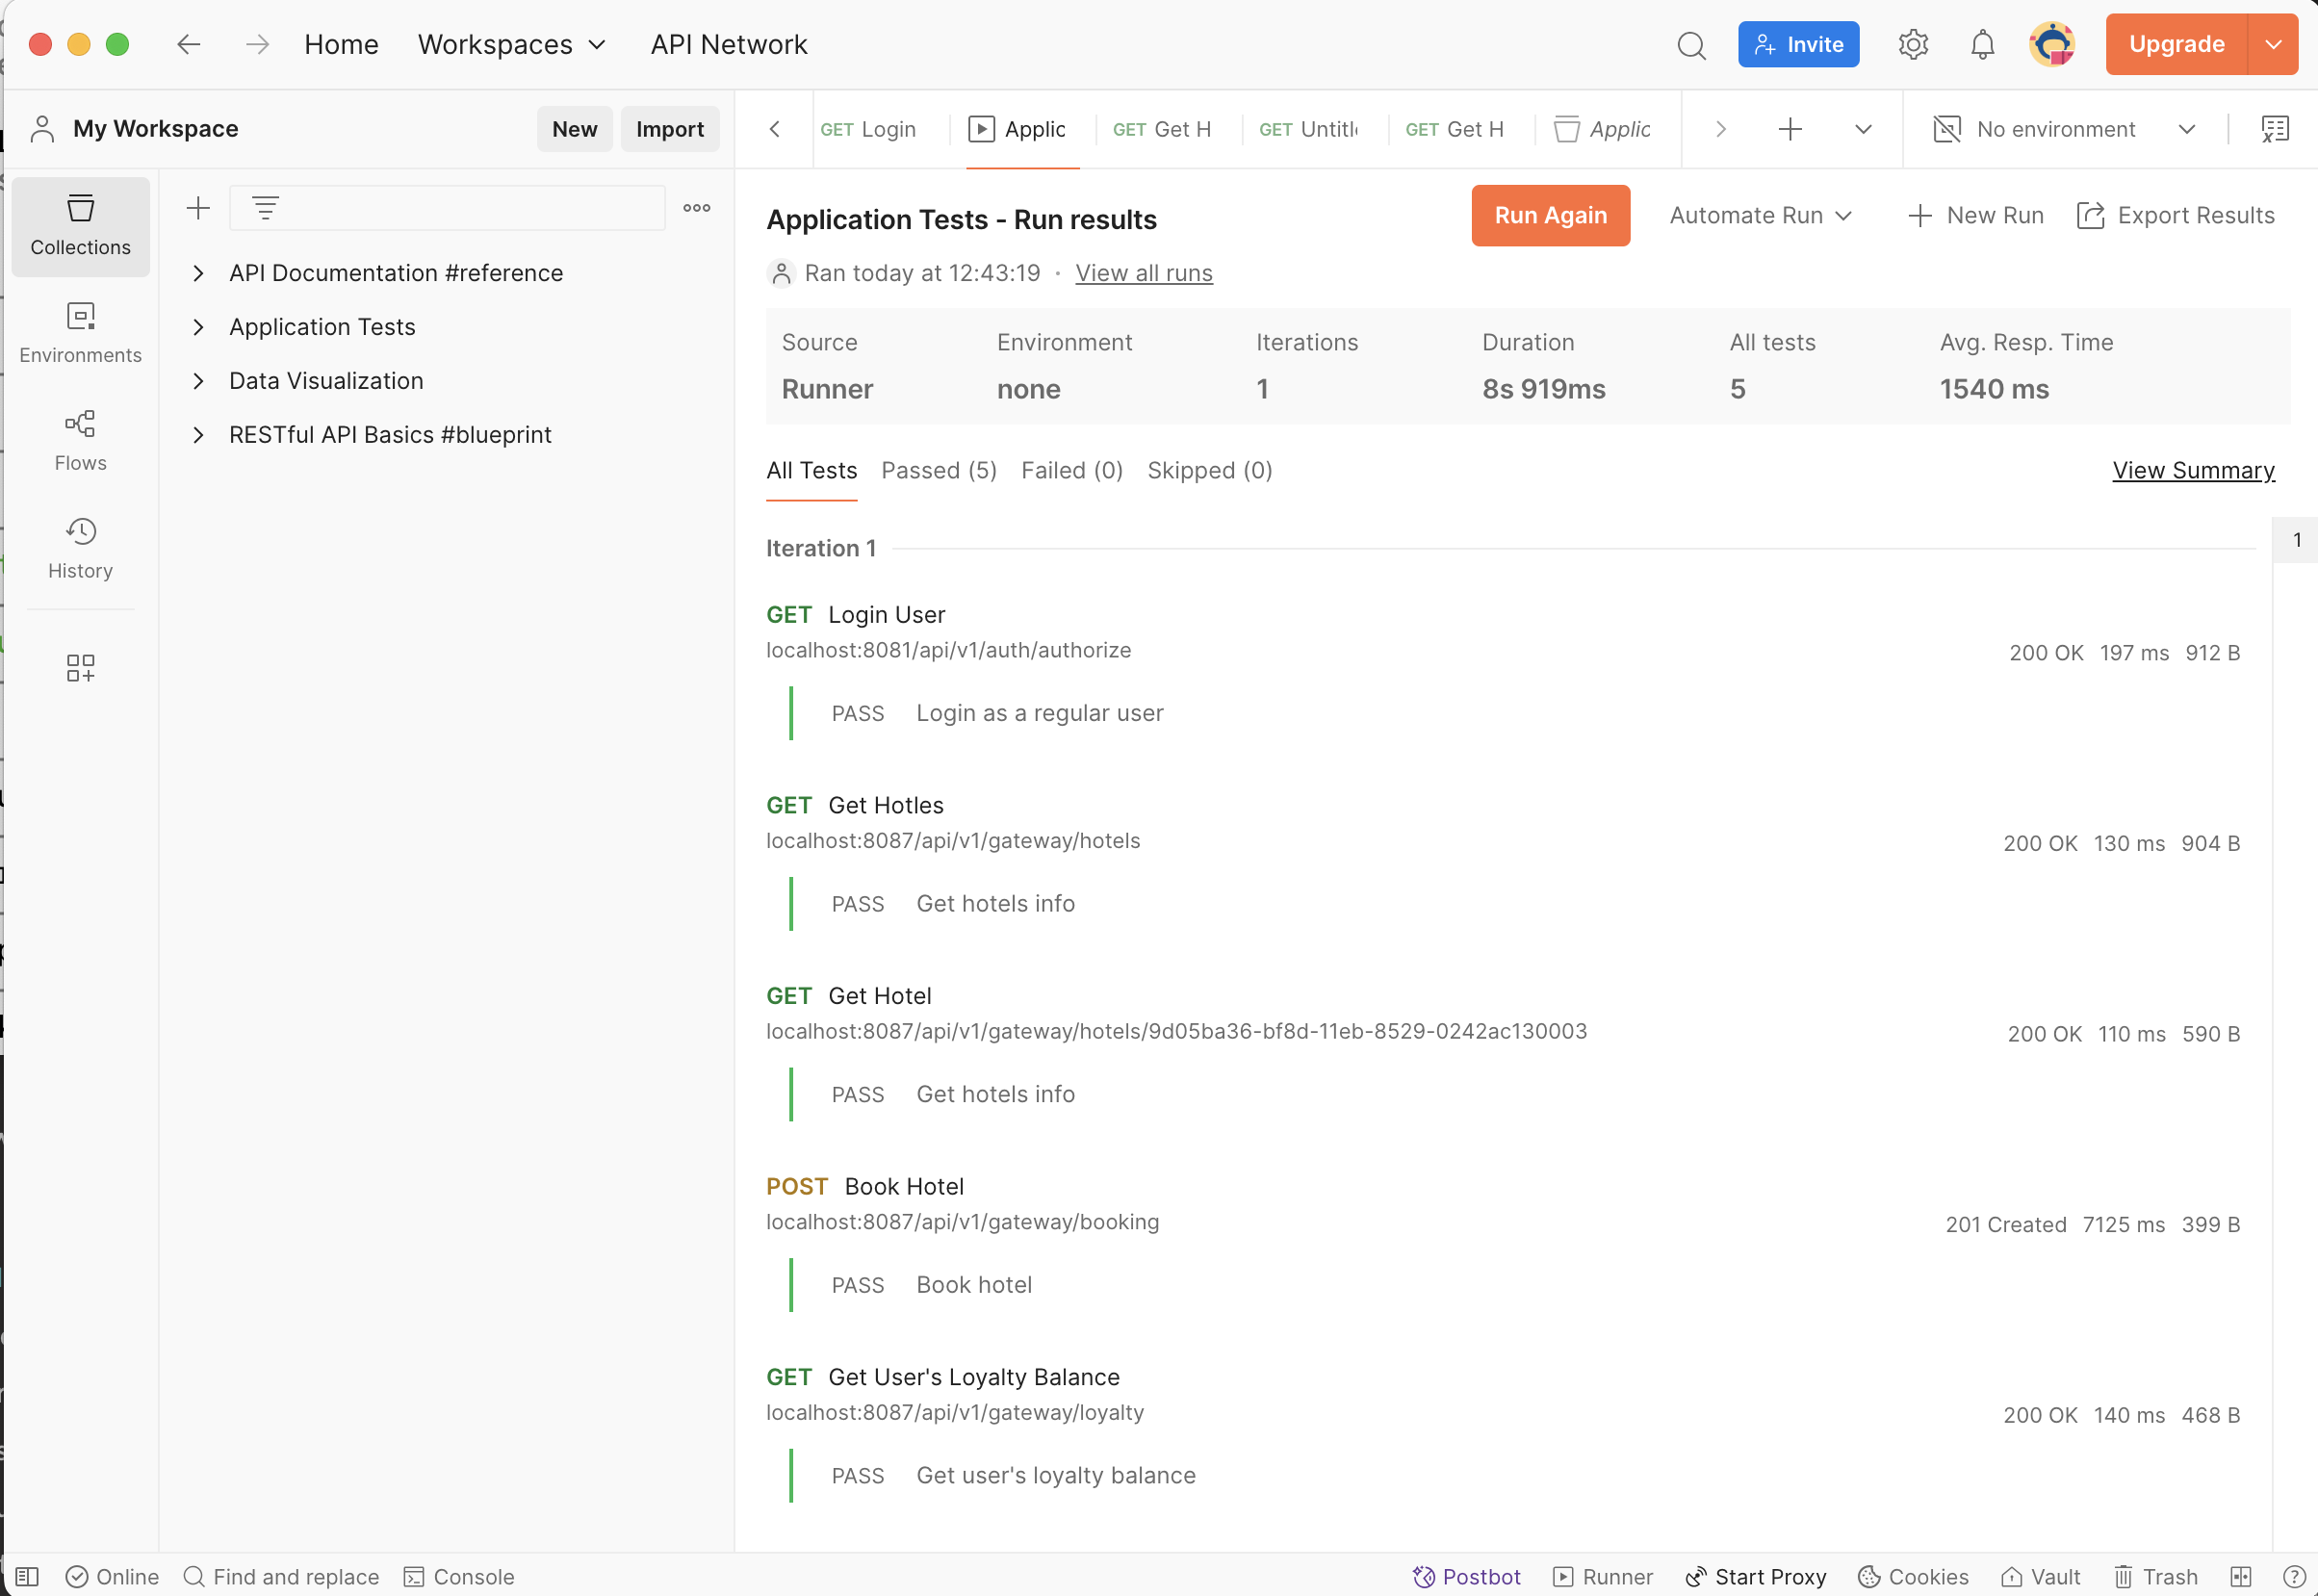 Home Workspaces API Network Invite Upgrade
My Workspace New Import
GET Login Applic GET Get H GET Untitl GET Get H Applic No environment
Collections
Environments
Flows
History
API Documentation #reference
Application Tests
Data Visualization
RESTful API Basics #blueprint
Application Tests - Run results Run Again Automate Run New Run Export Results
Ran today at 12:43:19 · View all runs
Source Environment Iterations Duration All tests Avg. Resp. Time
Runner none 1 8s 919ms 5 1540 ms
All Tests Passed (5) Failed (0) Skipped (0) View Summary
Iteration 1 1
GET Login User
localhost:8081/api/v1/auth/authorize 200 OK 197 ms 912 B
PASS Login as a regular user
GET Get Hotles
localhost:8087/api/v1/gateway/hotels 200 OK 130 ms 904 B
PASS Get hotels info
GET Get Hotel
localhost:8087/api/v1/gateway/hotels/9d05ba36-bf8d-11eb-8529-0242ac130003 200 OK 110 ms 590 B
PASS Get hotels info
POST Book Hotel
localhost:8087/api/v1/gateway/booking 201 Created 7125 ms 399 B
PASS Book hotel
GET Get User's Loyalty Balance
localhost:8087/api/v1/gateway/loyalty 200 OK 140 ms 468 B
PASS Get user's loyalty balance
Online Find and replace Console Postbot Runner Start Proxy Cookies Vault Trash